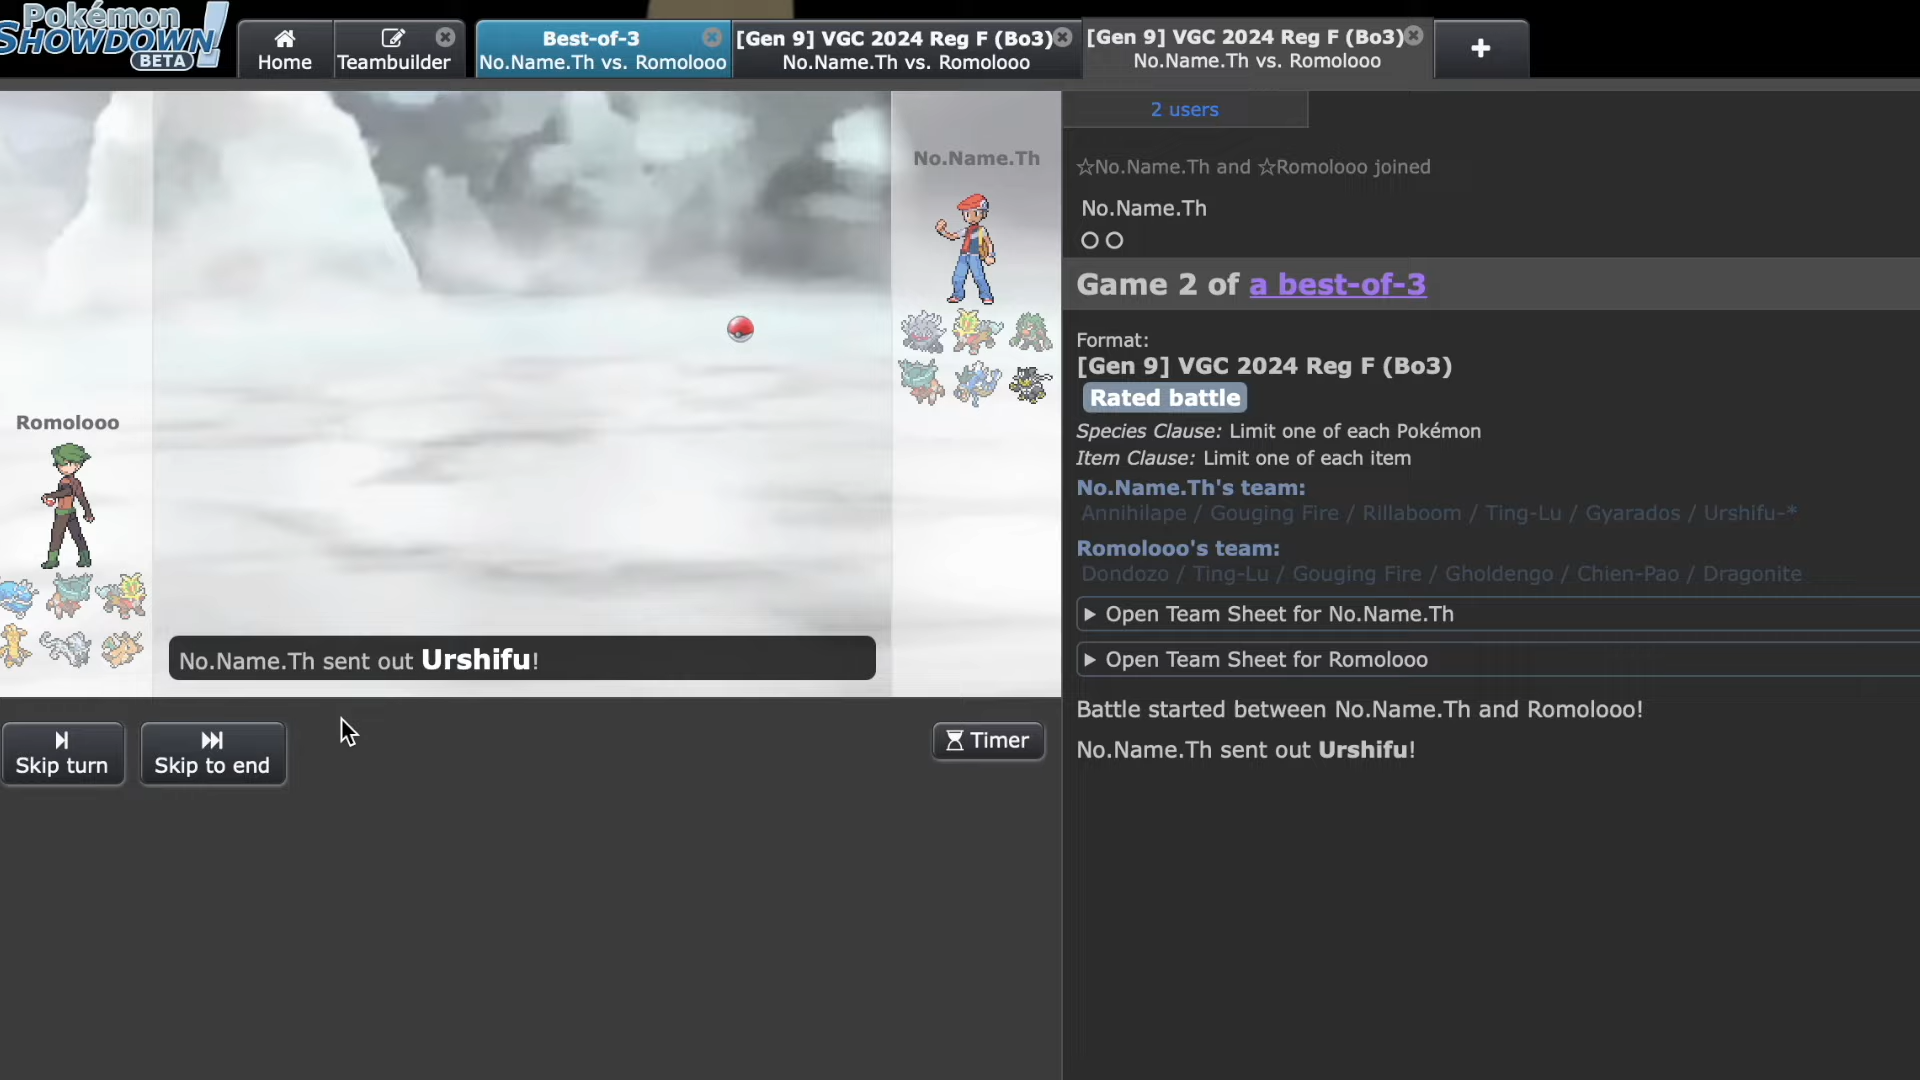 Pokémon
SHOWDOWN!
BETA
Home
Teambuilder
Best-of-3
No.Name.Th vs. Romolooo
[Gen 9] VGC 2024 Reg F (Bo3)
No.Name.Th vs. Romolooo
[Gen 9] VGC 2024 Reg F (Bo3)
No.Name.Th vs. Romolooo
+
No.Name.Th
Romolooo
No.Name.Th sent out Urshifu!
Skip turn
Skip to end
Timer
2 users
☆No.Name.Th and ☆Romolooo joined
No.Name.Th
Game 2 of a best-of-3
Format:
[Gen 9] VGC 2024 Reg F (Bo3)
Rated battle
Species Clause: Limit one of each Pokémon
Item Clause: Limit one of each item
No.Name.Th's team:
Annihilape / Gouging Fire / Rillaboom / Ting-Lu / Gyarados / Urshifu-*
Romolooo's team:
Dondozo / Ting-Lu / Gouging Fire / Gholdengo / Chien-Pao / Dragonite
Open Team Sheet for No.Name.Th
Open Team Sheet for Romolooo
Battle started between No.Name.Th and Romolooo!
No.Name.Th sent out Urshifu!